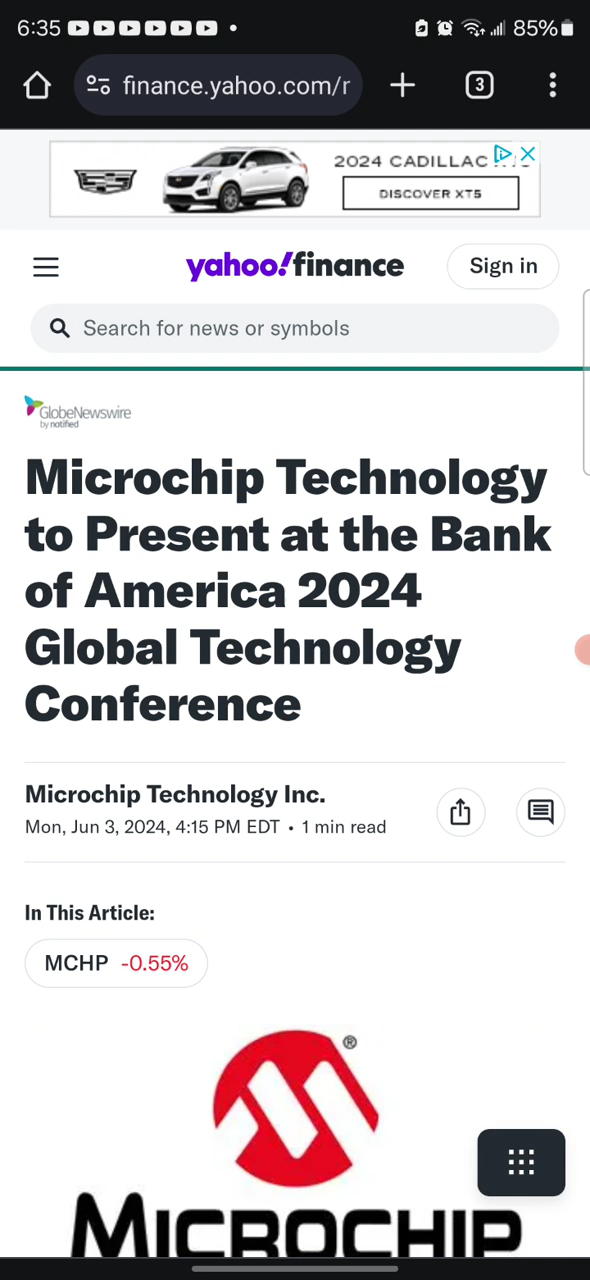 6:35
85%
finance.yahoo.com/r
3
2024 CADILLAC
DISCOVER XT5
yahoo!finance
Sign in
Search for news or symbols
GlobeNewswire
by notified
Microchip Technology
to Present at the Bank
of America 2024
Global Technology
Conference
Microchip Technology Inc.
Mon, Jun 3, 2024, 4:15 PM EDT • 1 min read
In This Article:
MCHP -0.55%
®
MICROCHIP